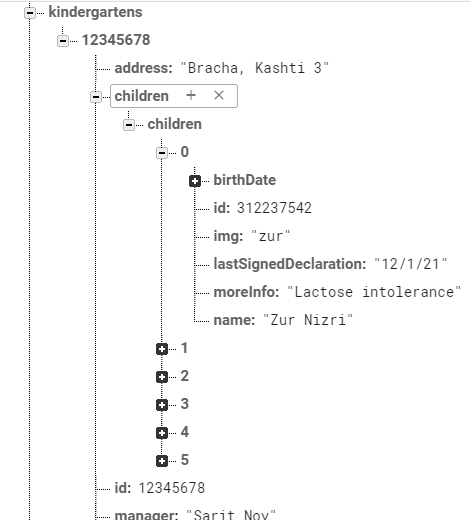 kindergartens
12345678
address: "Bracha, Kashti 3"
children + ×
children
0
birthDate
id: 312237542
img: "zur"
lastSignedDeclaration: "12/1/21"
moreInfo: "Lactose intolerance"
name: "Zur Nizri"
1
2
3
4
5
id: 12345678
manager: "Sarit Noy"